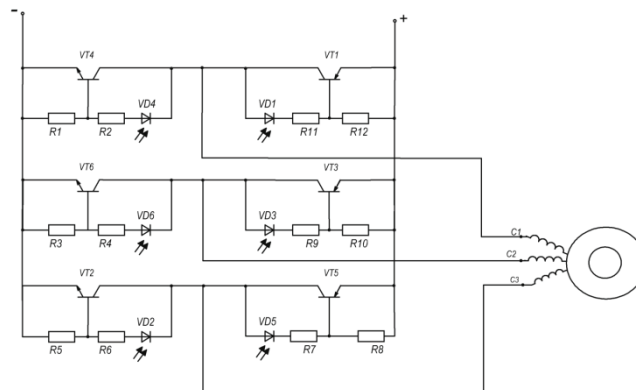 - +
VT4 VT1
VD4 VD1
R1 R2 R11 R12
VT6 VT3
C1
VD6 VD3
R3 R4 R9 R10
C2
VT2 VT5
C3
VD2 VD5
R5 R6 R7 R8